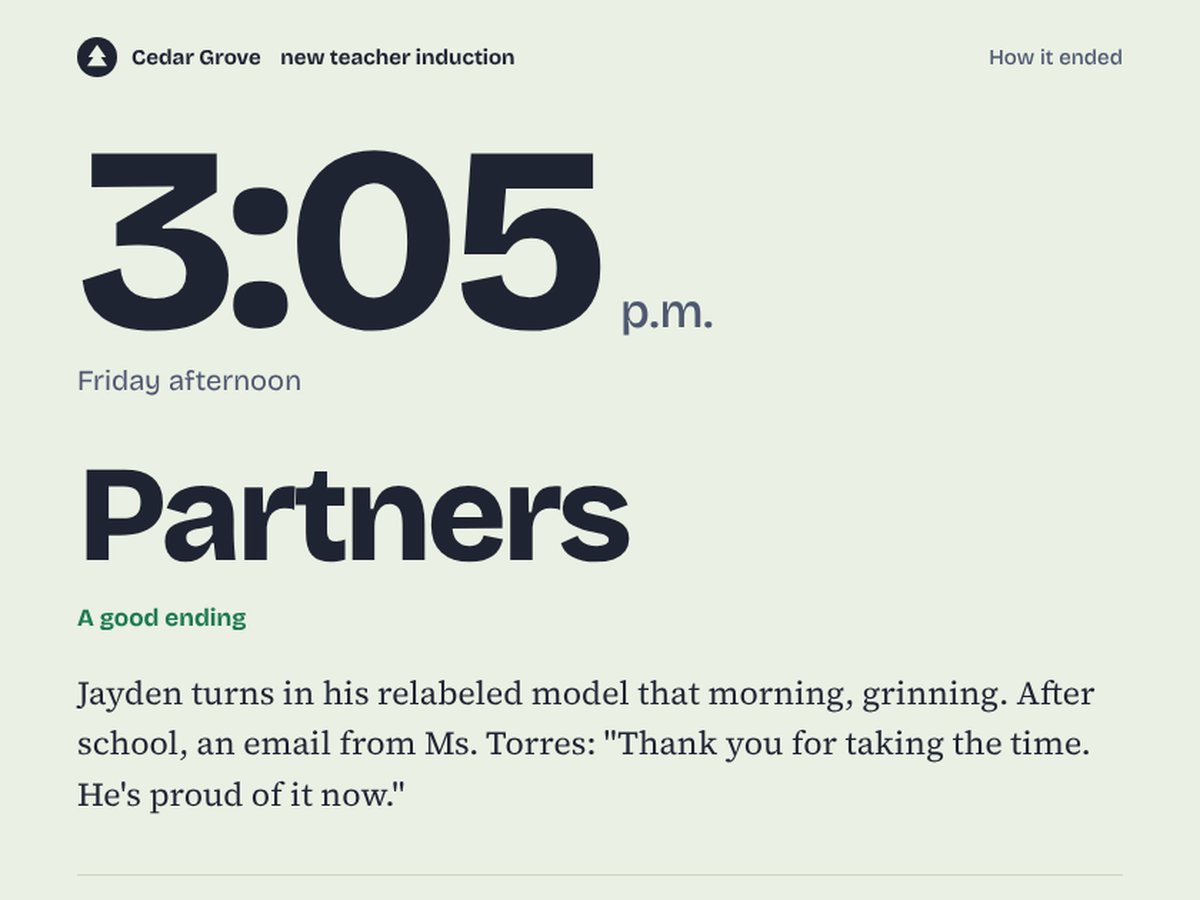 Cedar Grove new teacher induction
How it ended
3:05 p.m.
Friday afternoon
Partners
A good ending
Jayden turns in his relabeled model that morning, grinning. After
school, an email from Ms. Torres: "Thank you for taking the time.
He's proud of it now."